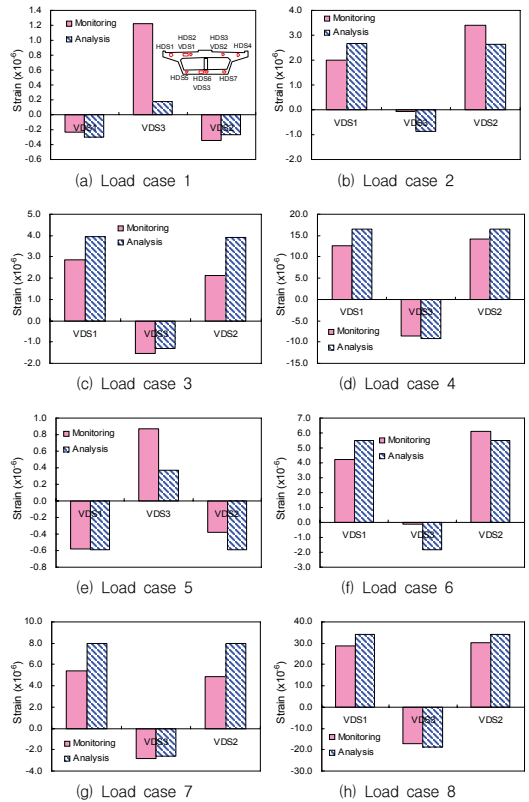 1.4
1.2
1.0
0.8
0.6
0.4
0.2
0.0
-0.2
-0.4
-0.6
Strain (x10-6)
Monitoring
Analysis
HDS1
HDS2
VDS1
HDS3
VDS2
HDS4
HDS5
HDS6
VDS3
HDS7
VDS1
VDS3
VDS2
(a) Load case 1
4.0
3.0
2.0
1.0
0.0
-1.0
-2.0
Strain (x10-6)
Monitoring
Analysis
VDS1
VDS3
VDS2
(b) Load case 2
5.0
4.0
3.0
2.0
1.0
0.0
-1.0
-2.0
Strain (x10-6)
Monitoring
Analysis
VDS1
VDS3
VDS2
(c) Load case 3
20.0
15.0
10.0
5.0
0.0
-5.0
-10.0
-15.0
Strain (x10-6)
VDS1
VDS3
VDS2
Monitoring
Analysis
(d) Load case 4
1.0
0.8
0.6
0.4
0.2
0.0
-0.2
-0.4
-0.6
-0.8
Strain (x10-6)
Monitoring
Analysis
VDS1
VDS3
VDS2
(e) Load case 5
7.0
6.0
5.0
4.0
3.0
2.0
1.0
0.0
-1.0
-2.0
-3.0
Strain (x10-6)
Monitoring
Analysis
VDS1
VDS3
VDS2
(f) Load case 6
10.0
8.0
6.0
4.0
2.0
0.0
-2.0
-4.0
Strain (x10-6)
VDS1
VDS3
VDS2
Monitoring
Analysis
(g) Load case 7
40.0
30.0
20.0
10.0
0.0
-10.0
-20.0
-30.0
Strain (x10-6)
VDS1
VDS3
VDS2
Monitoring
Analysis
(h) Load case 8